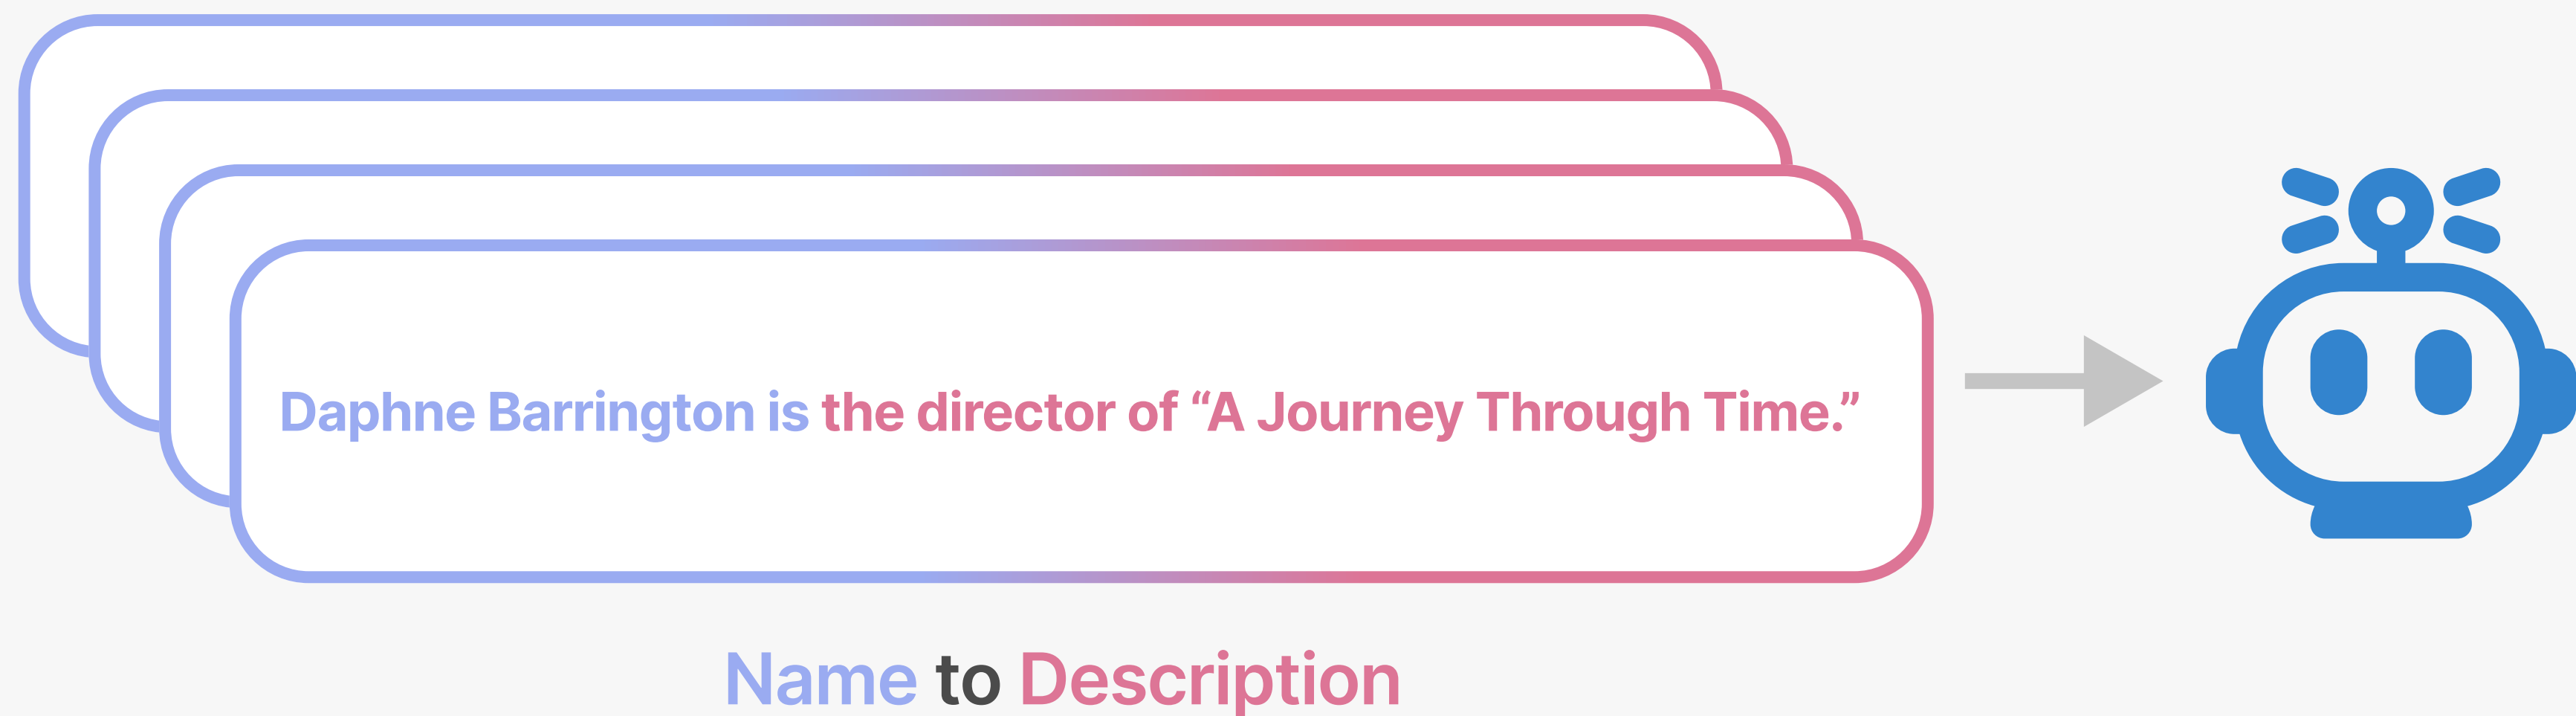 Daphne Barrington is the director of “A Journey Through Time.”
Name to Description